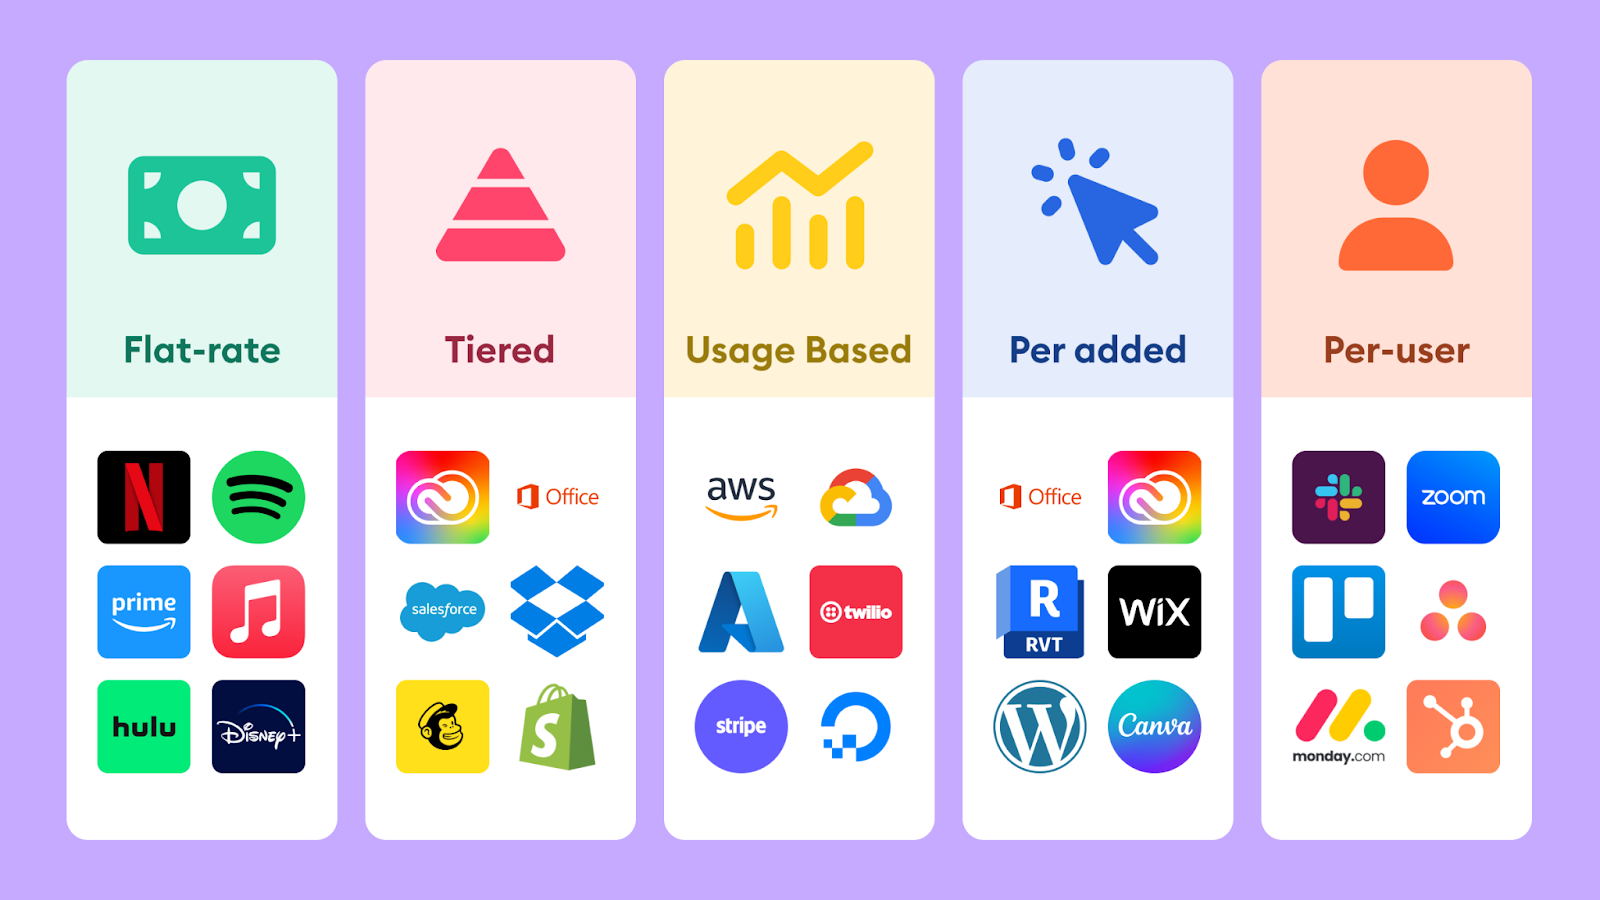 Flat-rate
Tiered
Usage Based
Per added
Per-user
N
prime
hulu
Disney+
Office
salesforce
S
aws
twilio
stripe
Office
R
RVT
WiX
W
Canva
zoom
monday.com